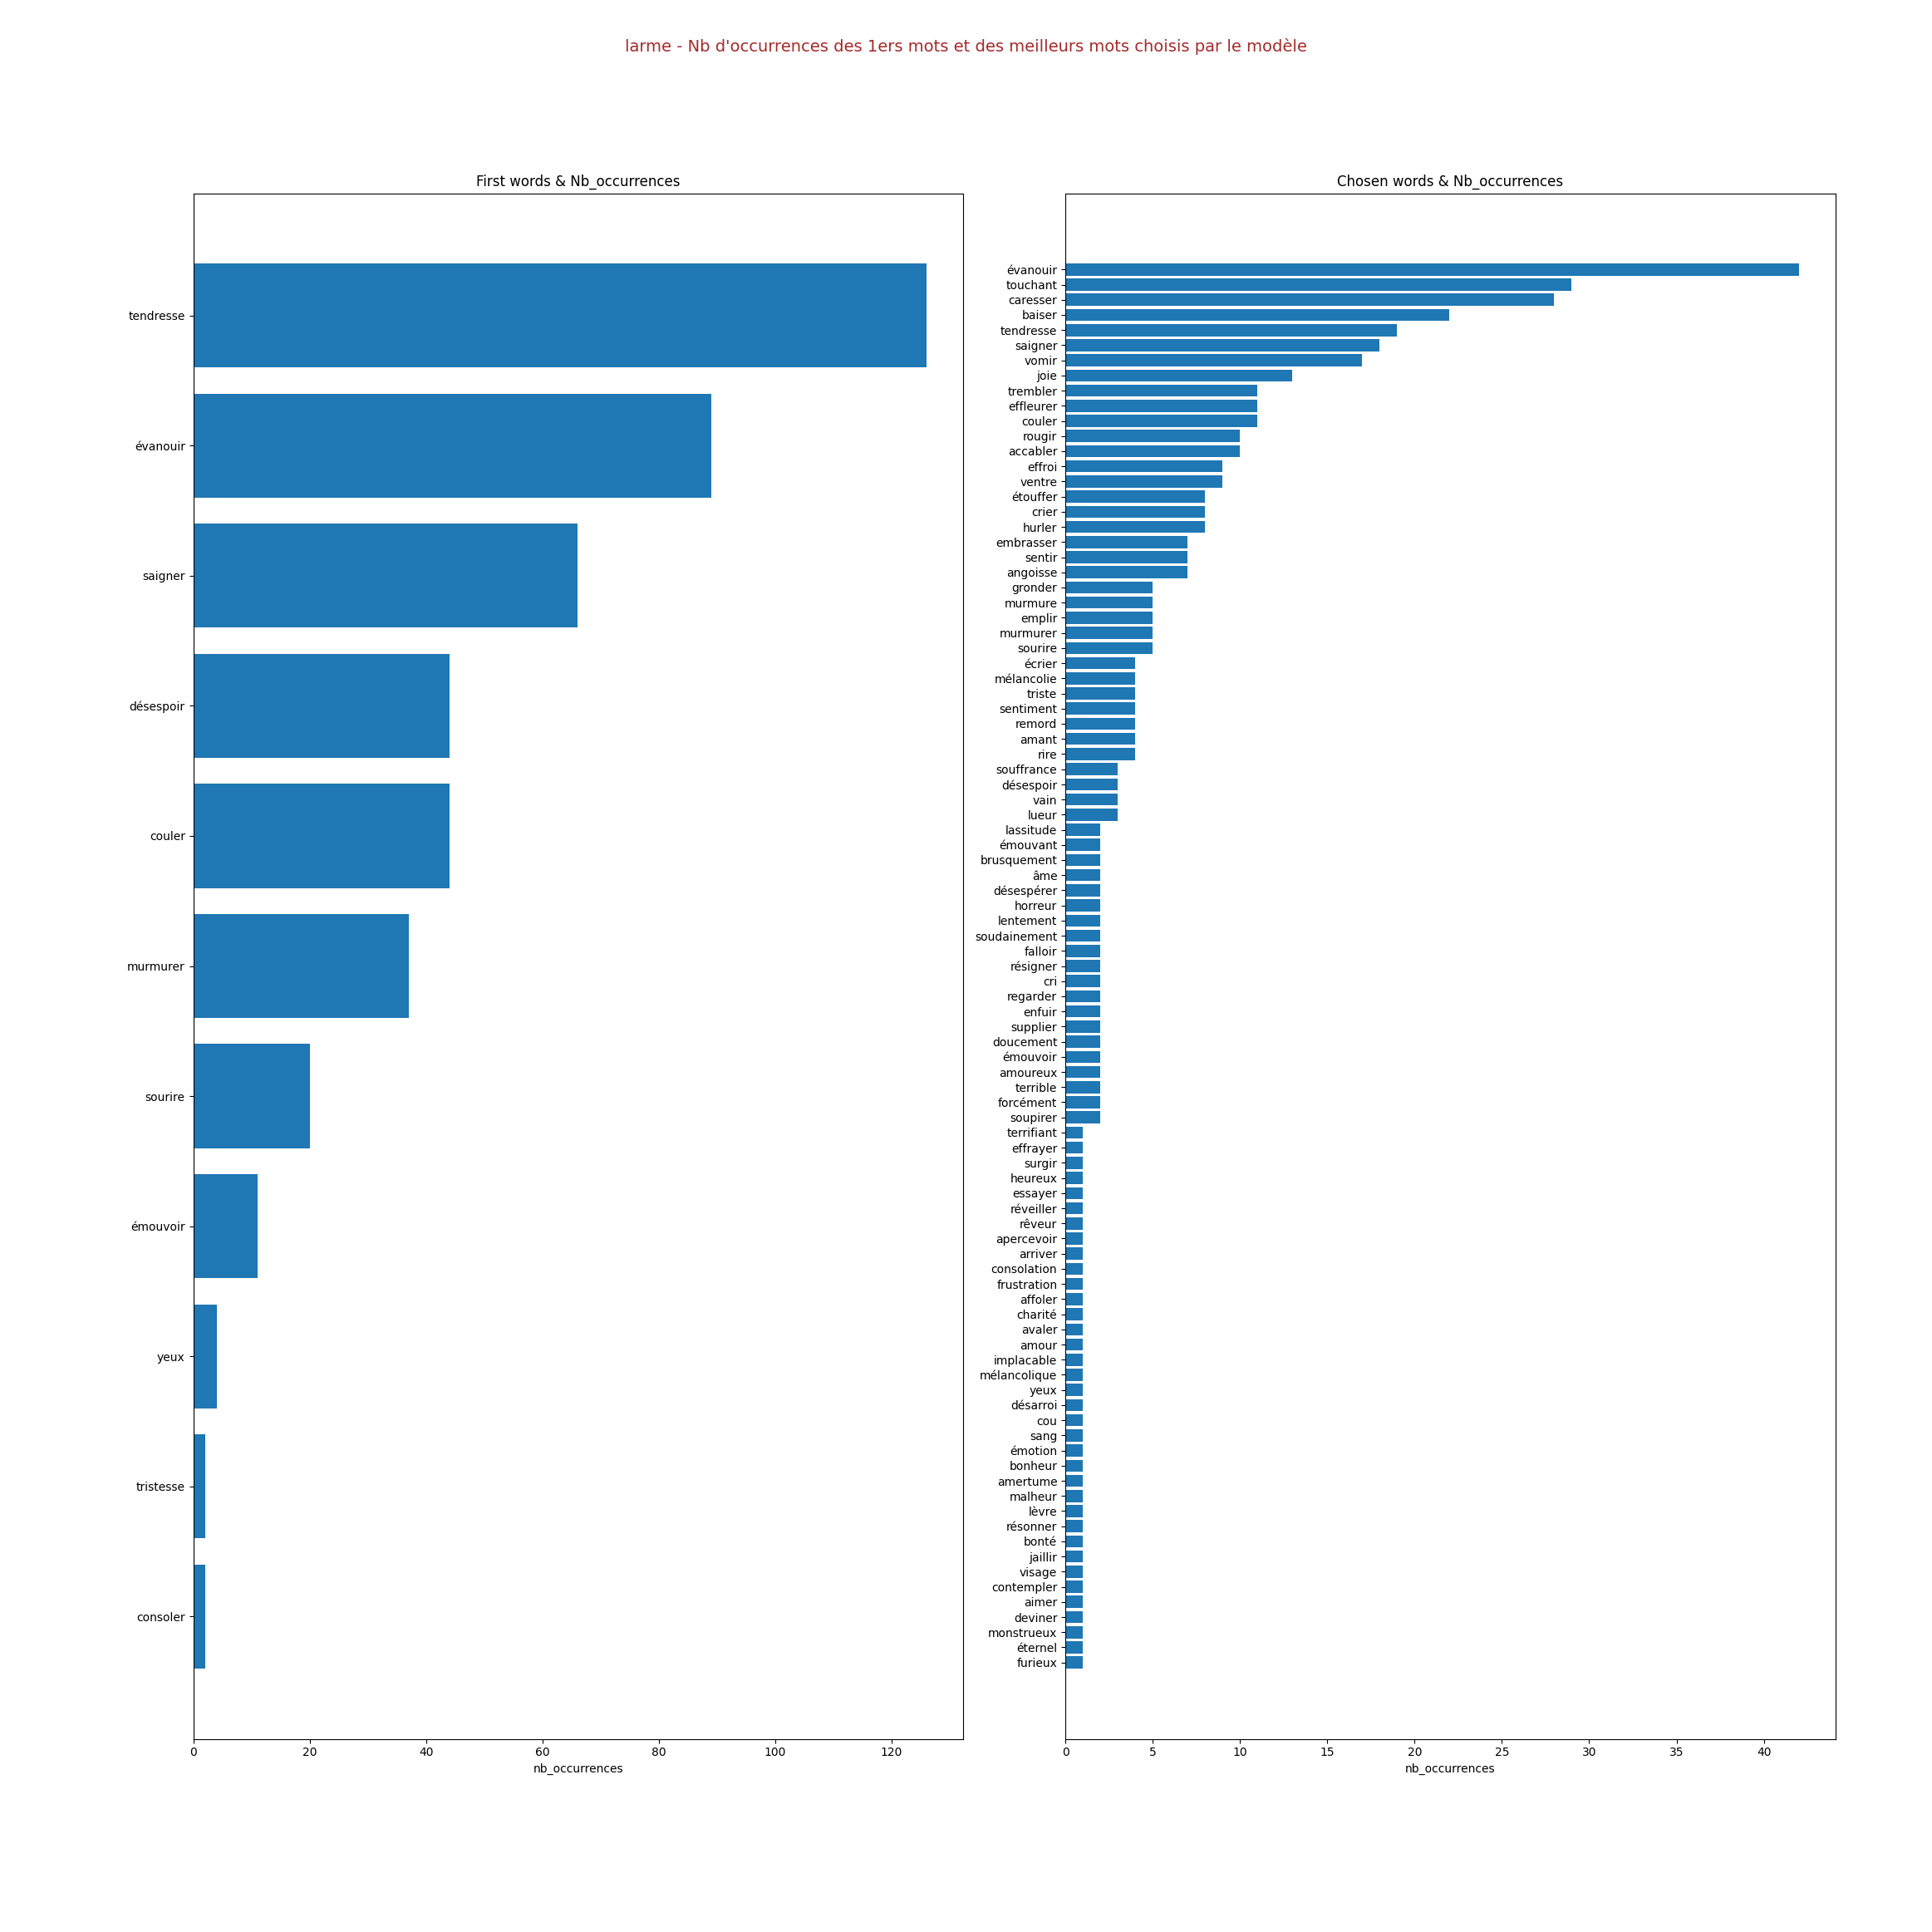 larme - Nb d'occurrences des 1ers mots et des meilleurs mots choisis par le modèle
First words & Nb_occurrences
tendresse
évanouir
saigner
désespoir
couler
murmurer
sourire
émouvoir
yeux
tristesse
consoler
0 20 40 60 80 100 120
nb_occurrences
Chosen words & Nb_occurrences
évanouir
touchant
caresser
baiser
tendresse
saigner
vomir
joie
trembler
effleurer
couler
rougir
accabler
effroi
ventre
étouffer
crier
hurler
embrasser
sentir
angoisse
gronder
murmure
emplir
murmurer
sourire
écrier
mélancolie
triste
sentiment
remord
amant
rire
souffrance
désespoir
vain
lueur
lassitude
émouvant
brusquement
âme
désespérer
horreur
lentement
soudainement
falloir
résigner
cri
regarder
enfuir
supplier
doucement
émouvoir
amoureux
terrible
forcément
soupirer
terrifiant
effrayer
surgir
heureux
essayer
réveiller
rêveur
apercevoir
arriver
consolation
frustration
affoler
charité
avaler
amour
implacable
mélancolique
yeux
désarroi
cou
sang
émotion
bonheur
amertume
malheur
lèvre
résonner
bonté
jaillir
visage
contempler
aimer
deviner
monstrueux
éternel
furieux
0 5 10 15 20 25 30 35 40
nb_occurrences